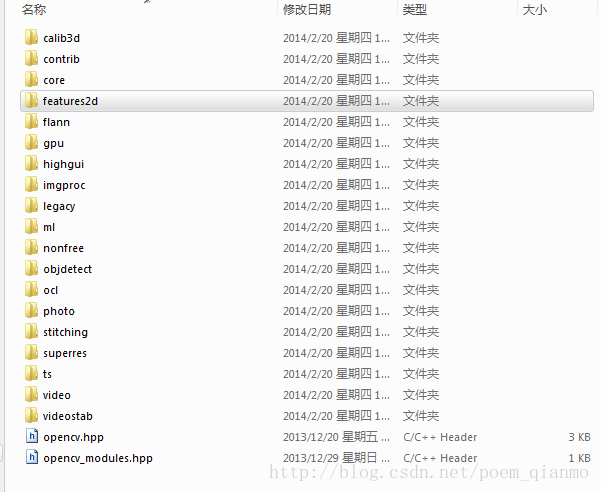 名称 修改日期 类型 大小
calib3d 2014/2/20 星期四 1... 文件夹
contrib 2014/2/20 星期四 1... 文件夹
core 2014/2/20 星期四 1... 文件夹
features2d 2014/2/20 星期四 1... 文件夹
flann 2014/2/20 星期四 1... 文件夹
gpu 2014/2/20 星期四 1... 文件夹
highgui 2014/2/20 星期四 1... 文件夹
imgproc 2014/2/20 星期四 1... 文件夹
legacy 2014/2/20 星期四 1... 文件夹
ml 2014/2/20 星期四 1... 文件夹
nonfree 2014/2/20 星期四 1... 文件夹
objdetect 2014/2/20 星期四 1... 文件夹
ocl 2014/2/20 星期四 1... 文件夹
photo 2014/2/20 星期四 1... 文件夹
stitching 2014/2/20 星期四 1... 文件夹
superres 2014/2/20 星期四 1... 文件夹
ts 2014/2/20 星期四 1... 文件夹
video 2014/2/20 星期四 1... 文件夹
videostab 2014/2/20 星期四 1... 文件夹
opencv.hpp 2013/12/20 星期五 ... C/C++ Header 3 KB
opencv_modules.hpp 2013/12/29 星期日 ... C/C++ Header 1 KB
http://blog.csdn.net/poem_qianmo